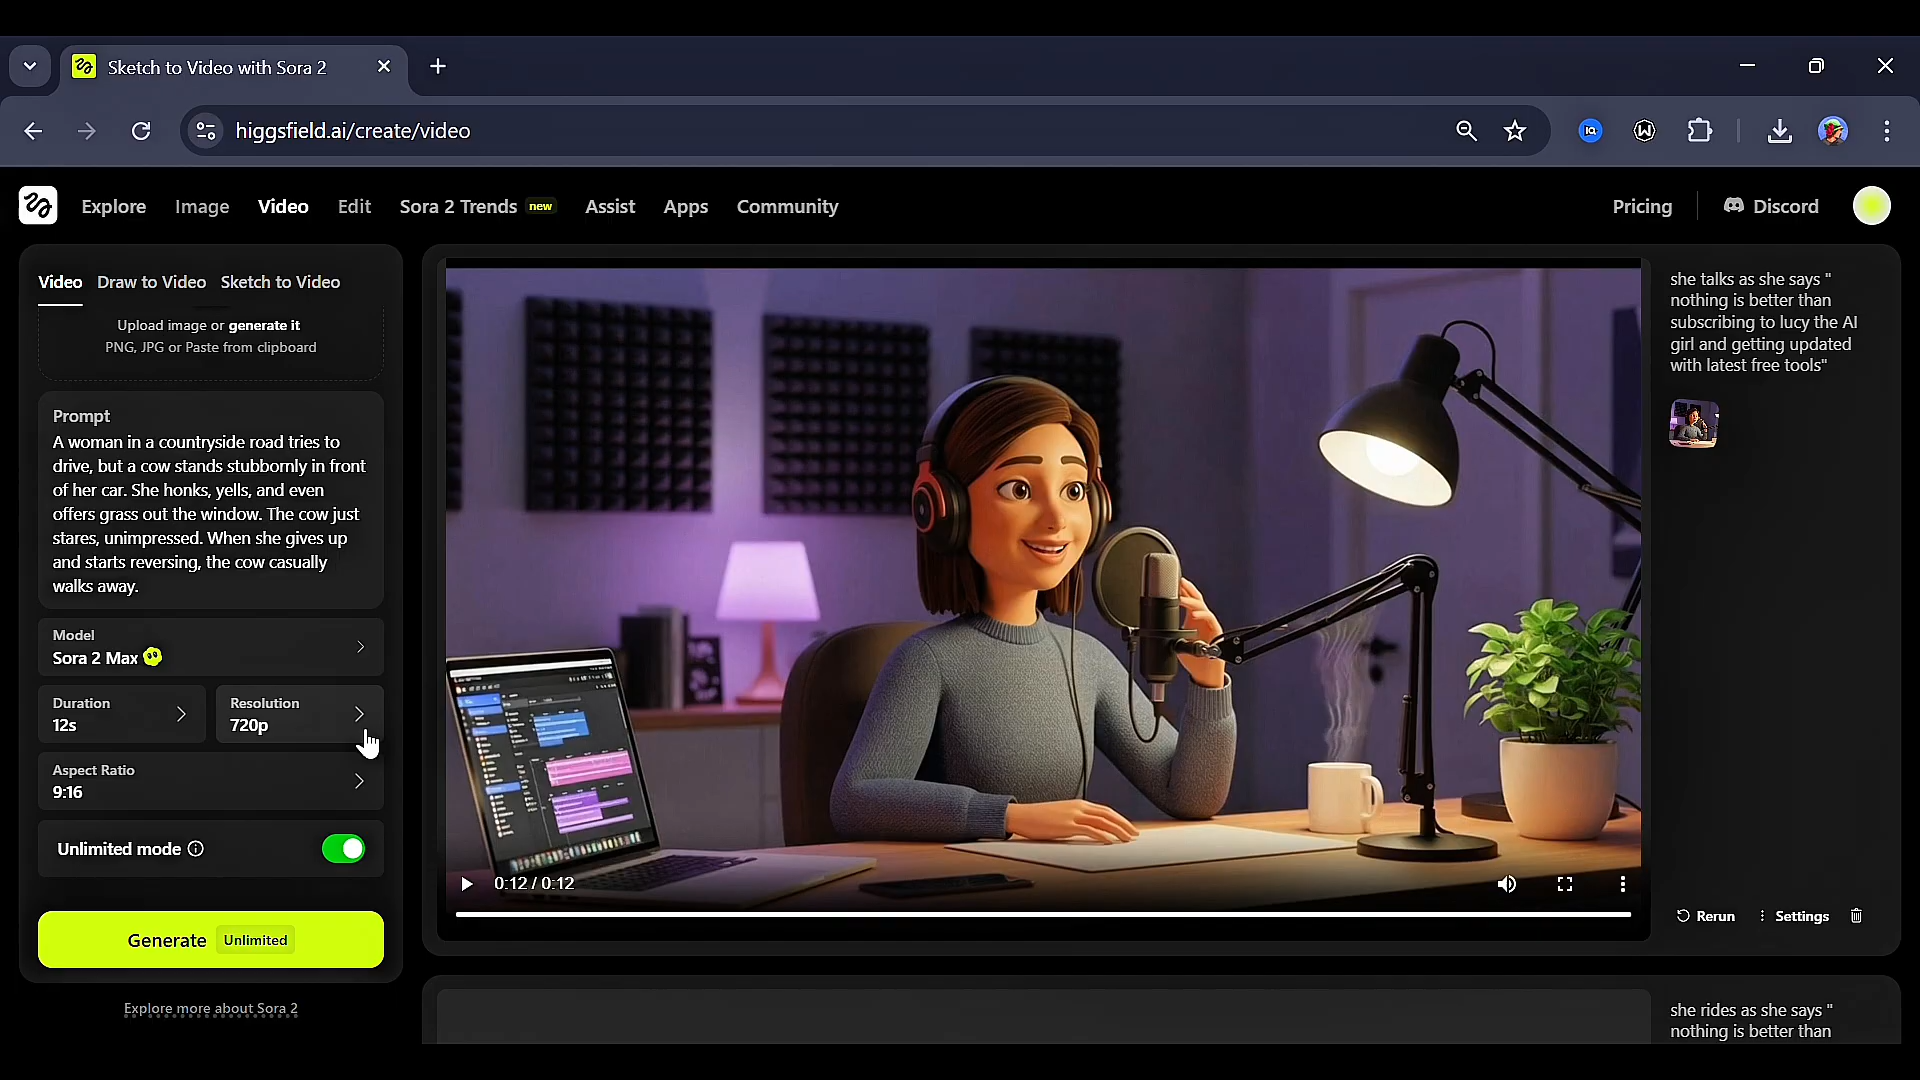 Sketch to Video with Sora 2
higgsfield.ai/create/video
Explore Image Video Edit Sora 2 Trends new Assist Apps Community Pricing Discord
Video Draw to Video Sketch to Video
Upload image or generate it
PNG, JPG or Paste from clipboard
Prompt
A woman in a countryside road tries to
drive, but a cow stands stubbornly in front
of her car. She honks, yells, and even
offers grass out the window. The cow just
stares, unimpressed. When she gives up
and starts reversing, the cow casually
walks away.
Model
Sora 2 Max
Duration
12s
Resolution
720p
Aspect Ratio
9:16
Unlimited mode
Generate Unlimited
Explore more about Sora 2
0:12 / 0:12
she talks as she says "
nothing is better than
subscribing to lucy the AI
girl and getting updated
with latest free tools"
Rerun Settings
she rides as she says "
nothing is better than